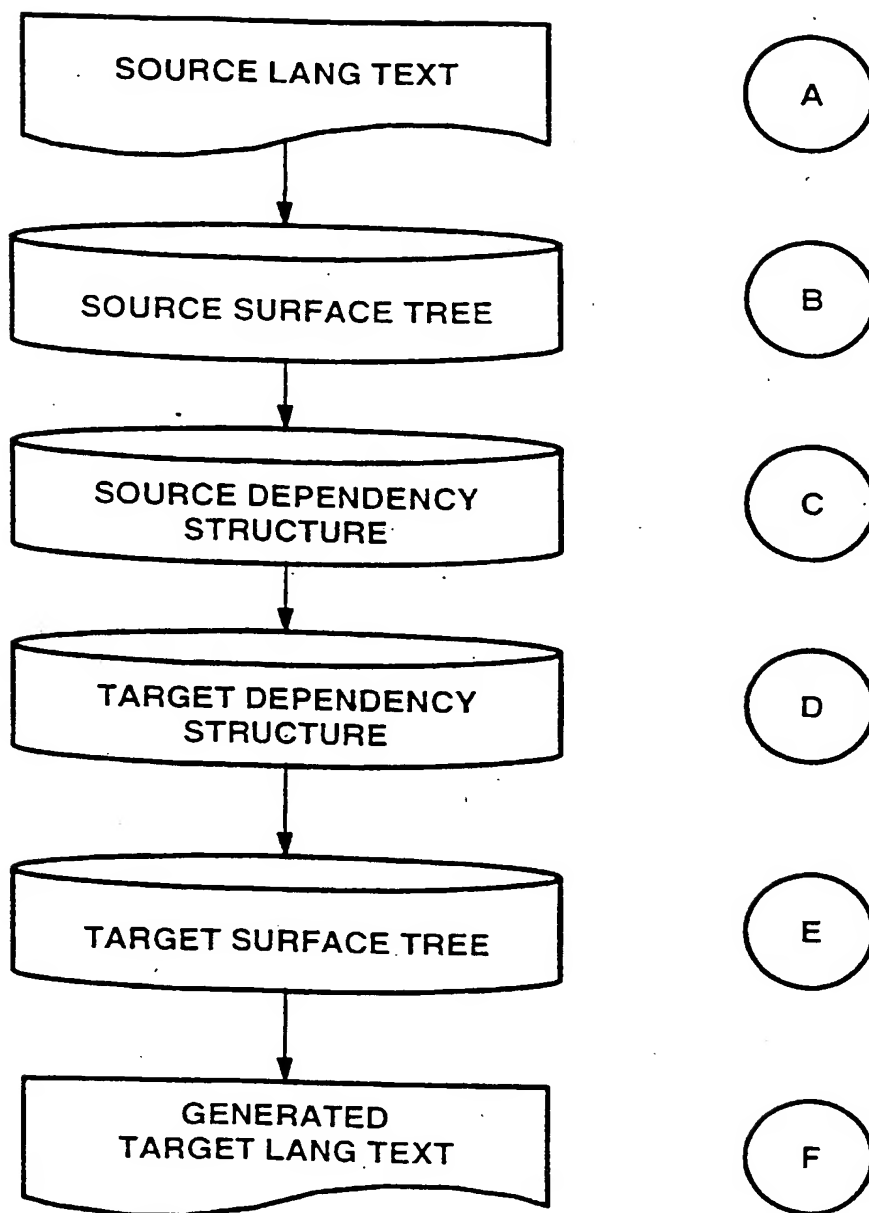 SOURCE LANG TEXT
A
SOURCE SURFACE TREE
B
SOURCE DEPENDENCY
STRUCTURE
C
TARGET DEPENDENCY
STRUCTURE
D
TARGET SURFACE TREE
E
GENERATED
TARGET LANG TEXT
F